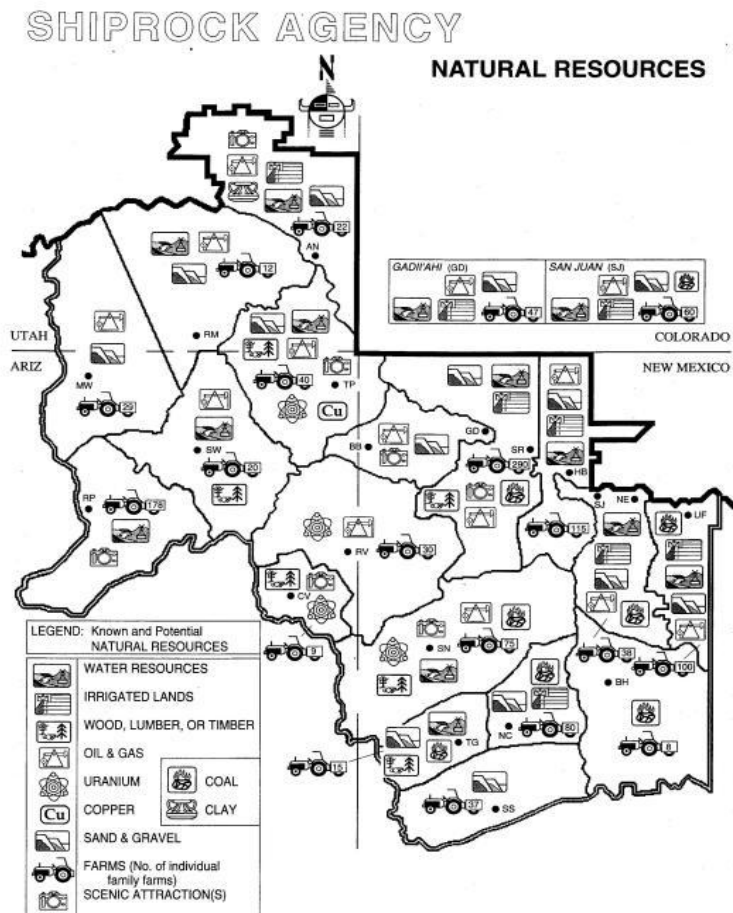 SHIPROCK AGENCY
N
NATURAL RESOURCES
22
AN
12
GADII'AHI (GD)
SAN JUAN (SJ)
47
60
UTAH
RM
COLORADO
ARIZ
NEW MEXICO
MW
29
40
TP
Cu
BB
GD
SR
SW
20
290
HB
RP
178
SJ
NE
UF
115
RV
30
CV
LEGEND: Known and Potential
NATURAL RESOURCES
9
SN
75
38
100
WATER RESOURCES
IRRIGATED LANDS
WOOD, LUMBER, OR TIMBER
OIL & GAS
URANIUM
COAL
Cu
COPPER
CLAY
SAND & GRAVEL
FARMS (No. of individual
family farms)
SCENIC ATTRACTION(S)
BH
NC
80
8
TG
15
37
SS